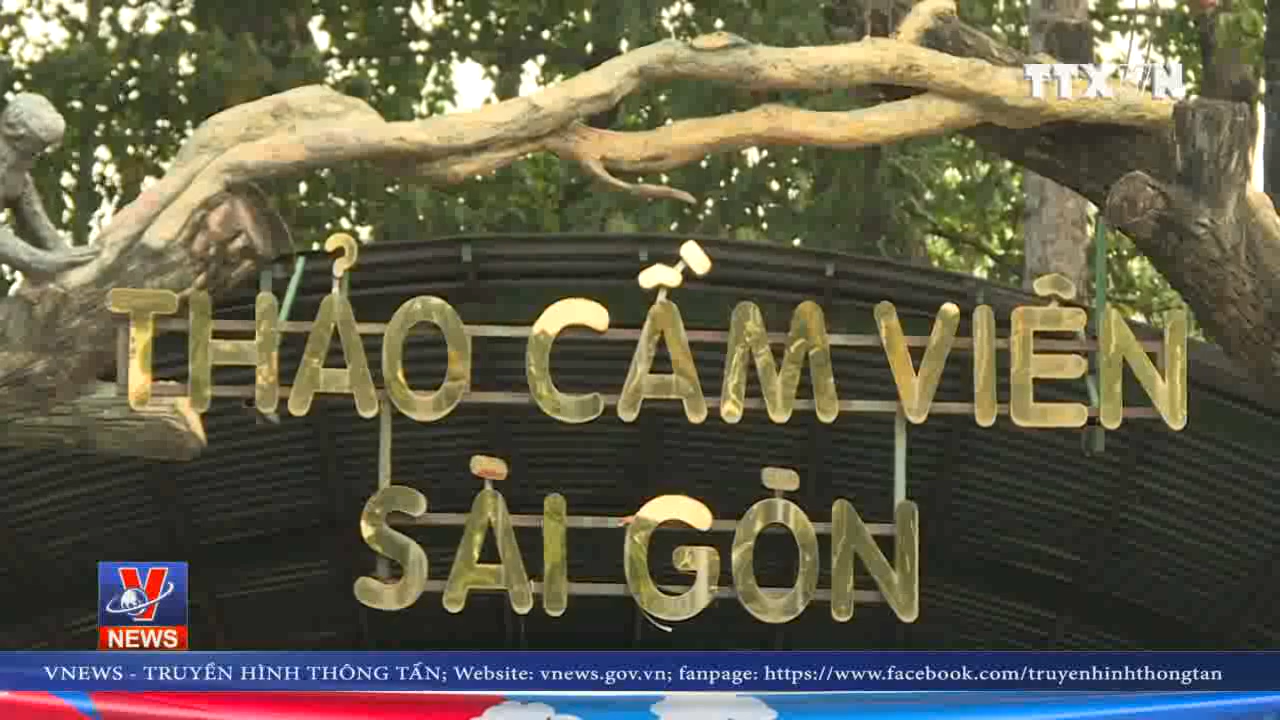 TTXVN
THẢO CẦM VIÊN
SÀI GÒN
V
NEWS
VNEWS - TRUYỀN HÌNH THÔNG TẤN; Website: vnews.gov.vn; fanpage: https://www.facebook.com/truyenhinhthongtan